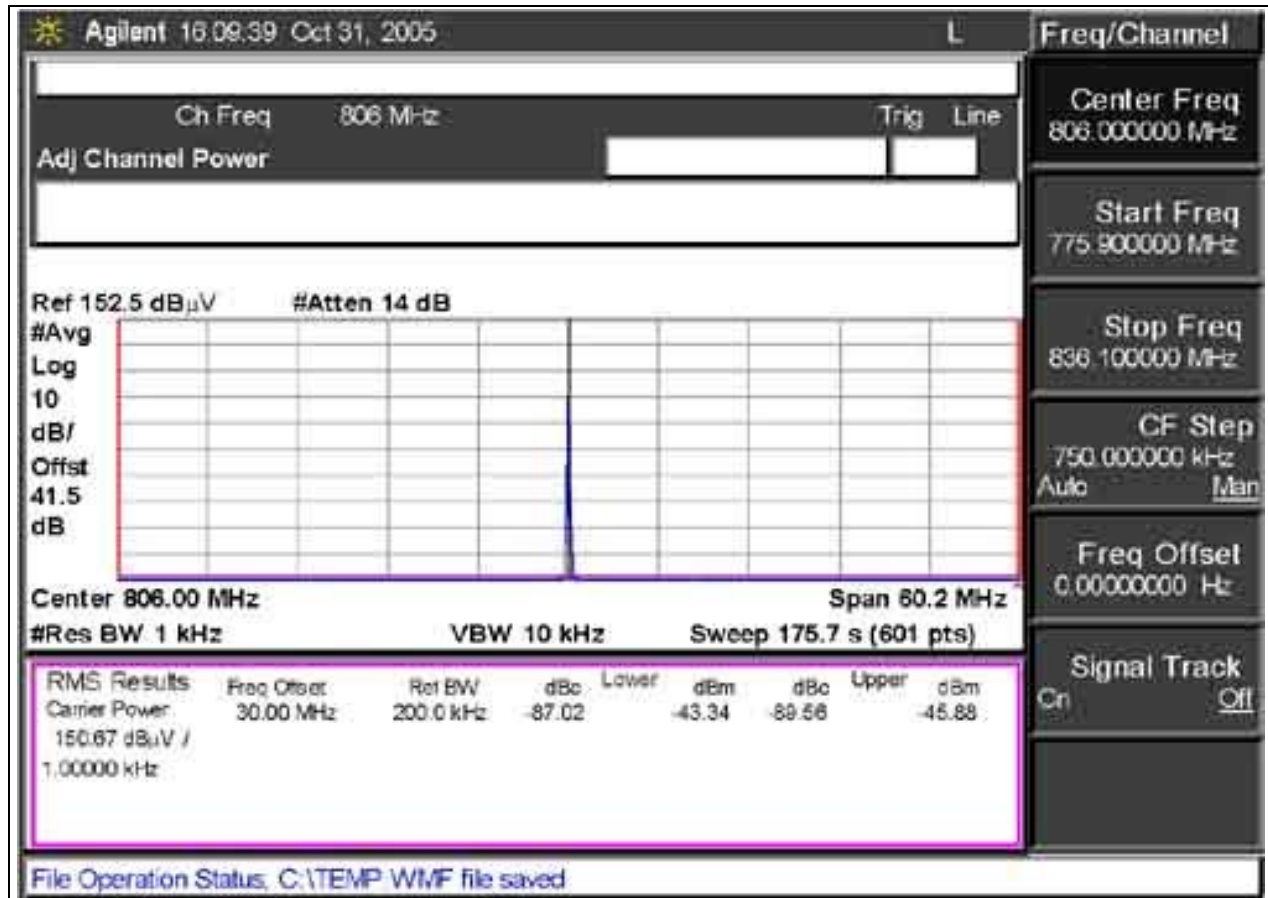 Agilent 16:09:39 Oct 31, 2005 L
Freq/Channel
Ch Freq 806 MHz Trig Line
Adj Channel Power
Center Freq
806.000000 MHz
Start Freq
775.900000 MHz
Stop Freq
836.100000 MHz
CF Step
750.000000 kHz
Auto Man
Freq Offset
0.00000000 Hz
Signal Track
On Off
Ref 152.5 dBµV #Atten 14 dB
#Avg
Log
10
dB/
Offst
41.5
dB
Center 806.00 MHz Span 60.2 MHz
#Res BW 1 kHz VBW 10 kHz Sweep 175.7 s (601 pts)
RMS Results Freq Offset Ref BW dBc Lower dBm dBc Upper dBm
Carrier Power 30.00 MHz 200.0 kHz -87.02 -43.34 -89.56 -45.88
150.67 dBµV /
1.00000 kHz
File Operation Status, C:\TEMP.WMF file saved